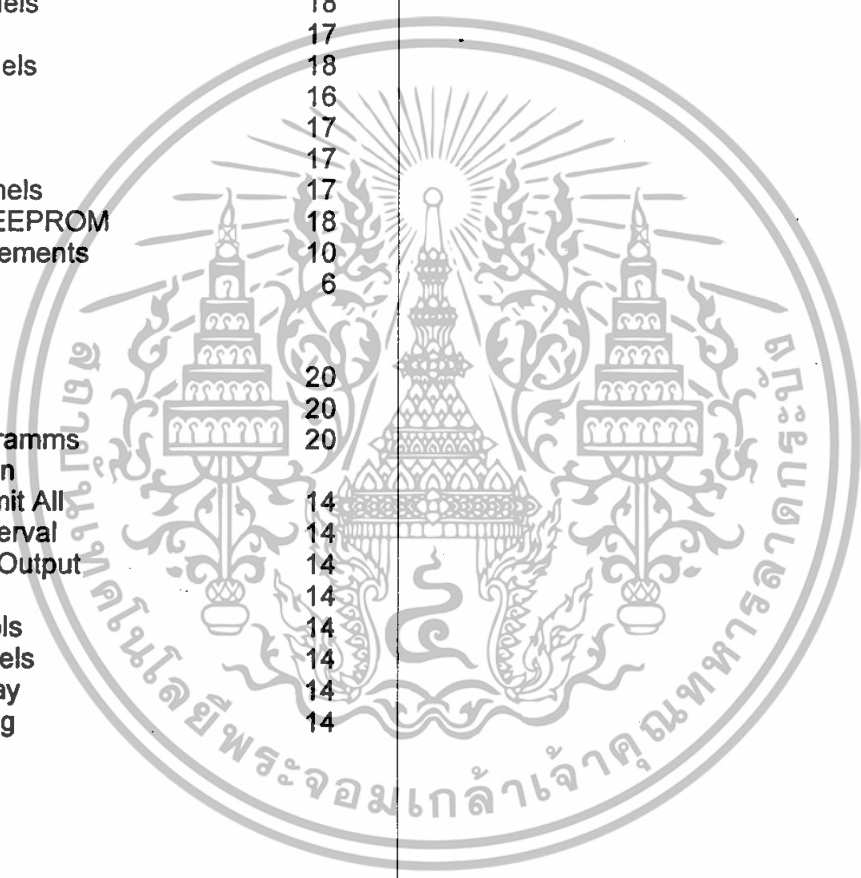 els 18
17
els 18
16
17
17
nels 17
EEPROM 18
ements 10
6
20
20
ramms 20
n
mit All 14
erval 14
Output 14
14
ols 14
els 14
ay 14
g 14
สถาบันเทคโนโลยีพระจอมเกล้าเจ้าคุณทหารลาดกระบัง
๔